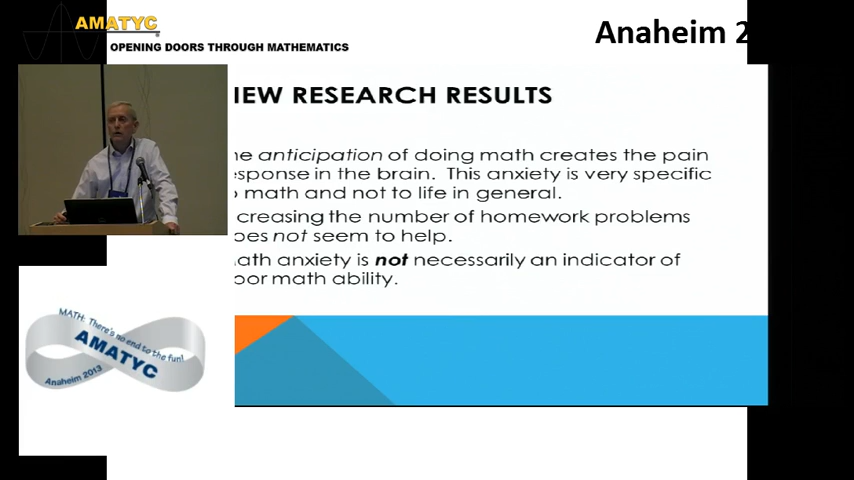 AMATYC
OPENING DOORS THROUGH MATHEMATICS
Anaheim 2
IEW RESEARCH RESULTS
he anticipation of doing math creates the pain
esponse in the brain. This anxiety is very specific
o math and not to life in general.
creasing the number of homework problems
oes not seem to help.
ath anxiety is not necessarily an indicator of
oor math ability.
MATH: There's no end to the fun!
AMATYC
Anaheim 2013